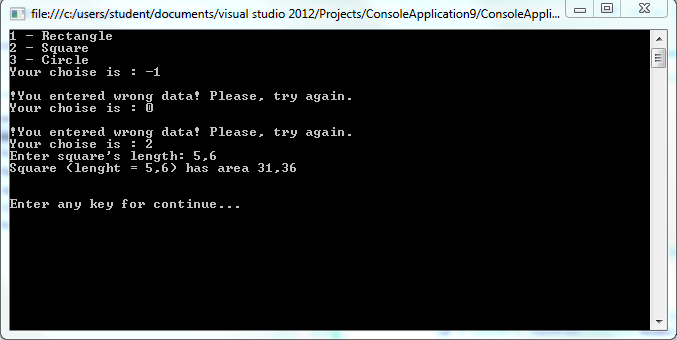 file:///c:/users/student/documents/visual studio 2012/Projects/ConsoleApplication9/ConsoleAppli...
1 - Rectangle
2 - Square
3 - Circle
Your choise is : -1
!You entered wrong data! Please, try again.
Your choise is : 0
!You entered wrong data! Please, try again.
Your choise is : 2
Enter square's length: 5,6
Square (lenght = 5,6) has area 31,36
Enter any key for continue...